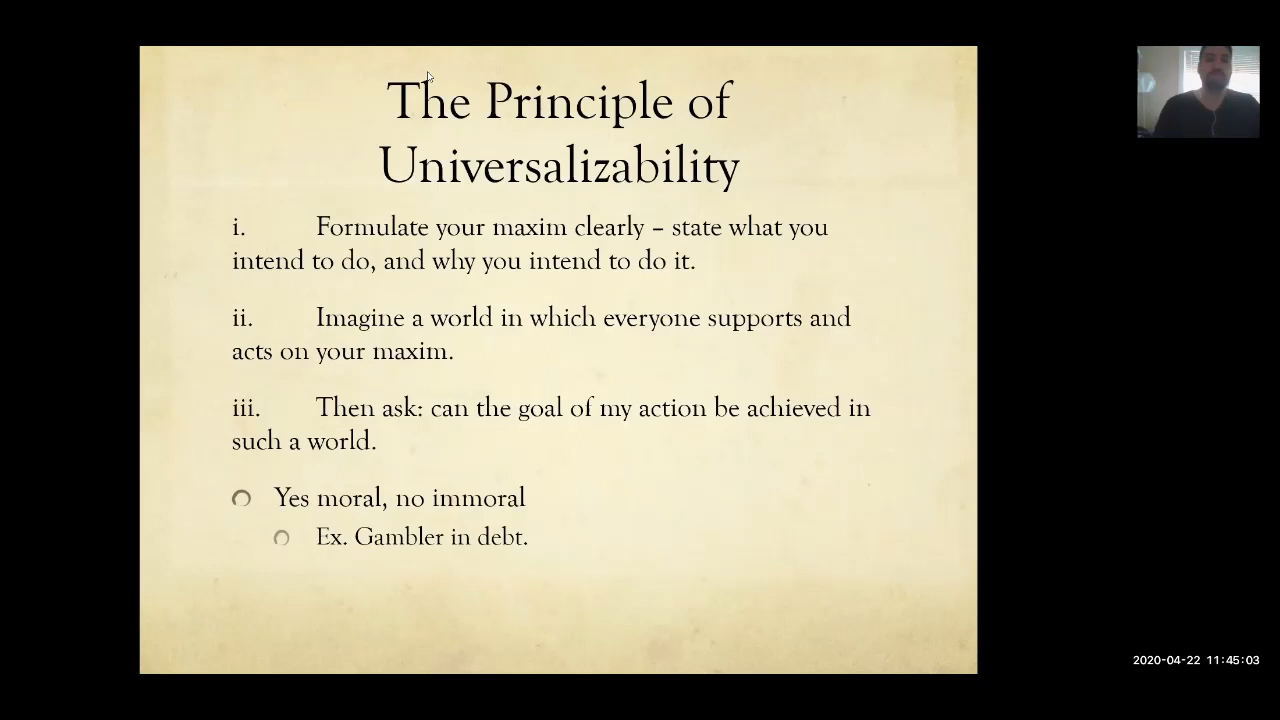 The Principle of
Universalizability
i. Formulate your maxim clearly – state what you
intend to do, and why you intend to do it.
ii. Imagine a world in which everyone supports and
acts on your maxim.
iii. Then ask: can the goal of my action be achieved in
such a world.
Yes moral, no immoral
Ex. Gambler in debt.
2020-04-22 11:45:03